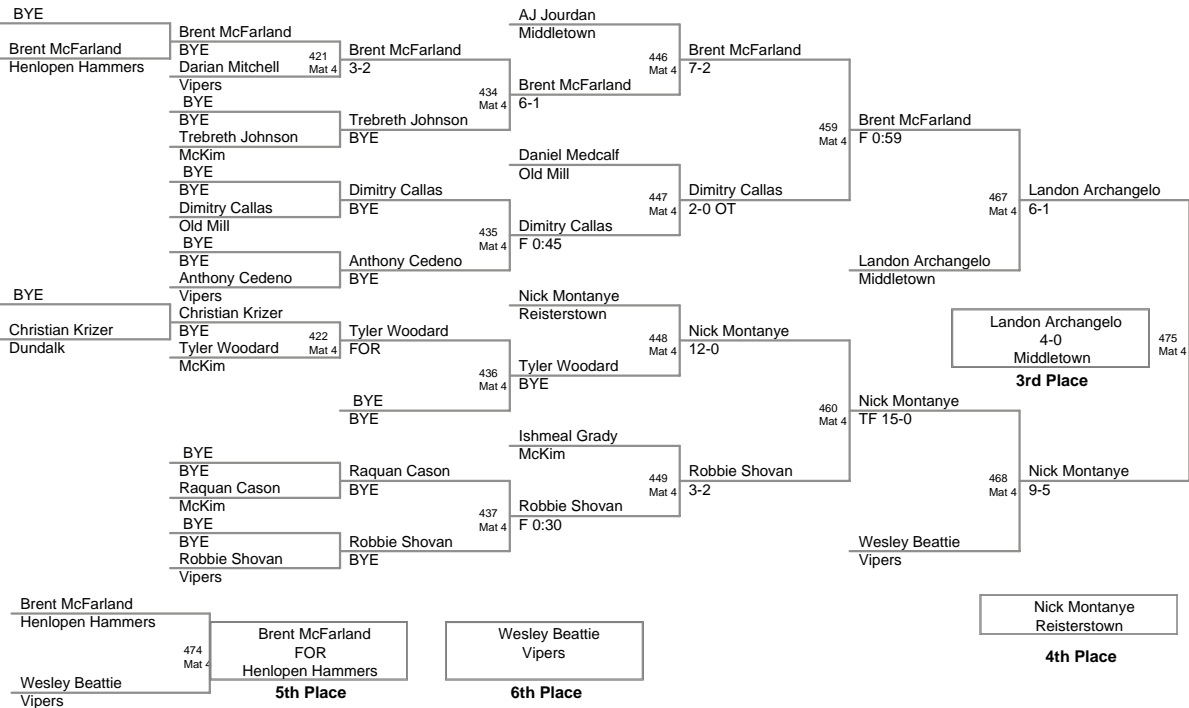 BYE
Brent McFarland
Henlopen Hammers
BYE
Christian Krizer
Dundalk
Brent McFarland
BYE
Darian Mitchell
Vipers
421
Mat 4
BYE
BYE
Trebreth Johnson
McKim
BYE
BYE
Dimitry Callas
Old Mill
BYE
BYE
Anthony Cedeno
Vipers
Christian Krizer
BYE
Tyler Woodard
McKim
422
Mat 4
BYE
BYE
Raquan Cason
McKim
BYE
BYE
Robbie Shovan
Vipers
Brent McFarland
3-2
434
Mat 4
Trebreth Johnson
BYE
Dimitry Callas
BYE
435
Mat 4
Anthony Cedeno
BYE
Tyler Woodard
FOR
436
Mat 4
BYE
BYE
Raquan Cason
BYE
437
Mat 4
Robbie Shovan
BYE
AJ Jourdan
Middletown
446
Mat 4
Brent McFarland
6-1
Daniel Medcalf
Old Mill
447
Mat 4
Dimitry Callas
F 0:45
Nick Montanye
Reisterstown
448
Mat 4
Tyler Woodard
BYE
Ishmeal Grady
McKim
449
Mat 4
Robbie Shovan
F 0:30
Brent McFarland
7-2
459
Mat 4
Dimitry Callas
2-0 OT
Nick Montanye
12-0
460
Mat 4
Robbie Shovan
3-2
Brent McFarland
F 0:59
467
Mat 4
Landon Archangelo
Middletown
Nick Montanye
TF 15-0
468
Mat 4
Wesley Beattie
Vipers
Landon Archangelo
6-1
475
Mat 4
Nick Montanye
9-5
Landon Archangelo
4-0
Middletown
3rd Place
Nick Montanye
Reisterstown
4th Place
Brent McFarland
Henlopen Hammers
474
Mat 4
Wesley Beattie
Vipers
Brent McFarland
FOR
Henlopen Hammers
5th Place
Wesley Beattie
Vipers
6th Place